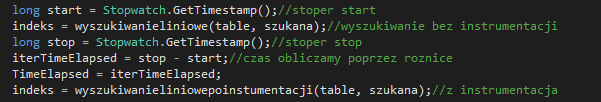 long start = Stopwatch.GetTimestamp();//stoper start
indeks = wyszukiwanieliniowe(table, szukana);//wyszukiwanie bez instrumentacji
long stop = Stopwatch.GetTimestamp();//stoper stop
iterTimeElapsed = stop - start;//czas obliczamy poprzez roznice
TimeElapsed = iterTimeElapsed;
indeks = wyszukiwanieliniowepoinstumentacji(table, szukana);//z instrumentacja